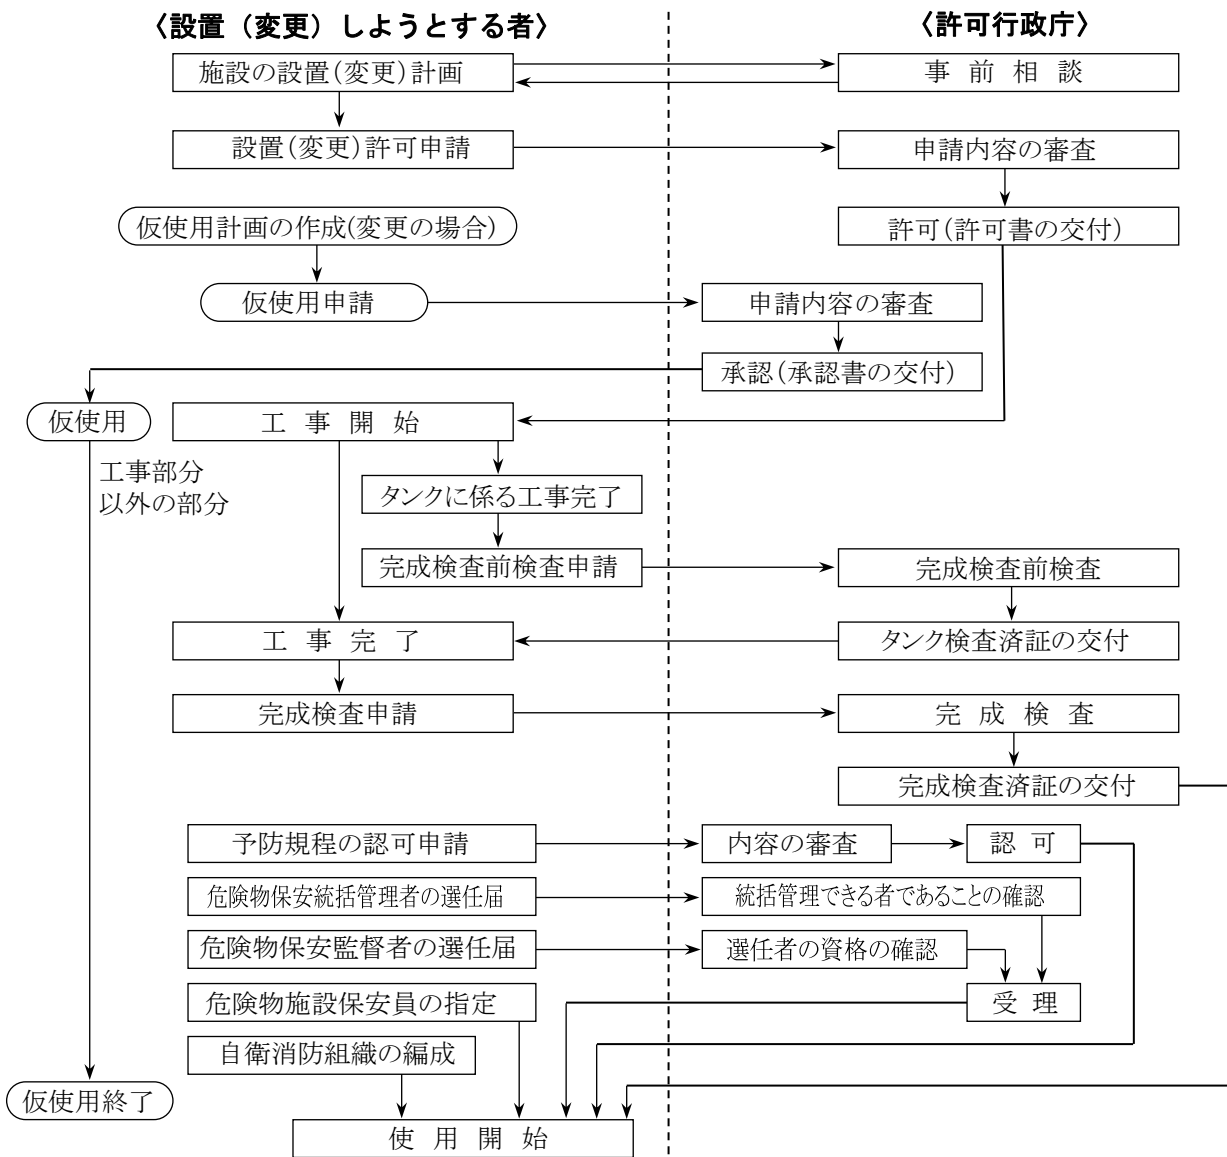 〈設置（変更）しようとする者〉
〈許可行政庁〉
施設の設置(変更)計画
事前相談
設置(変更)許可申請
申請内容の審査
仮使用計画の作成(変更の場合)
許可(許可書の交付)
仮使用申請
申請内容の審査
承認(承認書の交付)
仮使用
工事開始
工事部分
以外の部分
タンクに係る工事完了
完成検査前検査申請
完成検査前検査
工事完了
タンク検査済証の交付
完成検査申請
完成検査
完成検査済証の交付
予防規程の認可申請
内容の審査
認可
危険物保安統括管理者の選任届
統括管理できる者であることの確認
危険物保安監督者の選任届
選任者の資格の確認
危険物施設保安員の指定
受理
自衛消防組織の編成
仮使用終了
使用開始